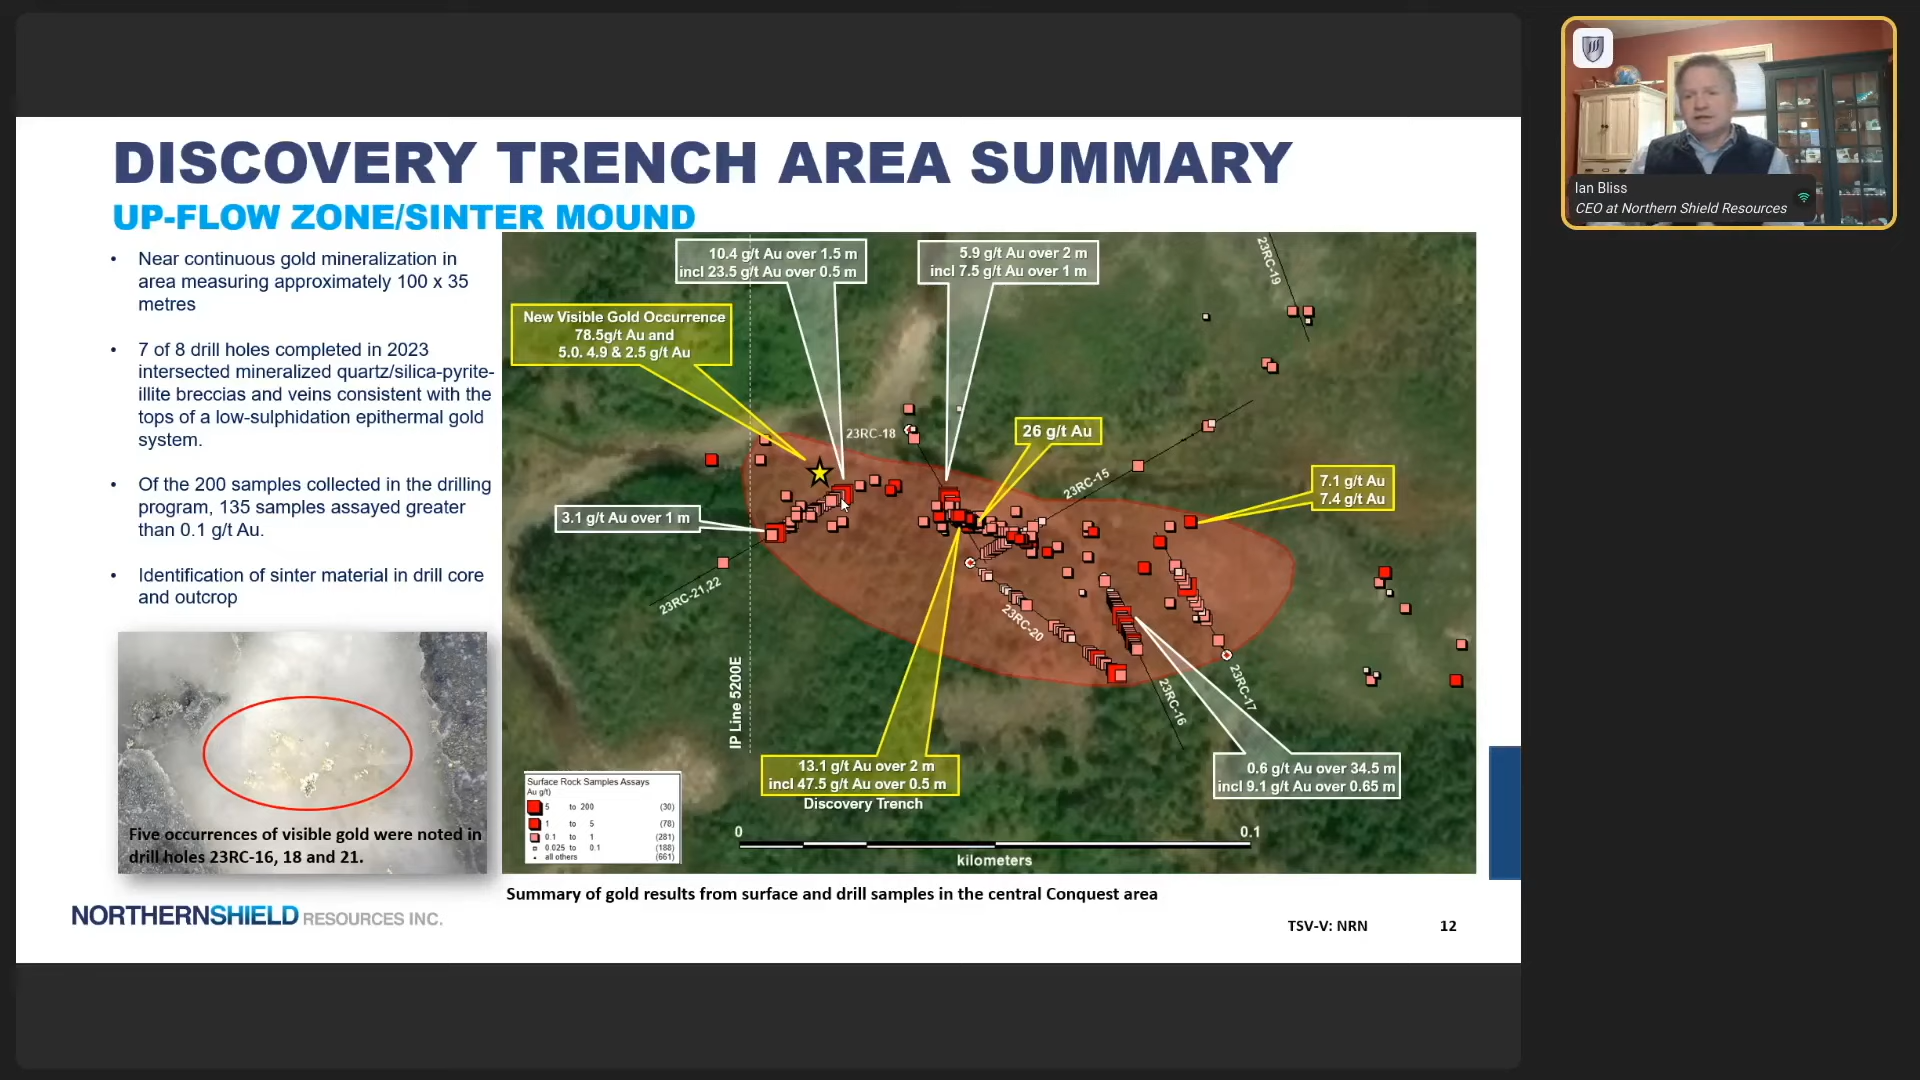 DISCOVERY TRENCH AREA SUMMARY
UP-FLOW ZONE/SINTER MOUND
• Near continuous gold mineralization in
area measuring approximately 100 x 35
metres
• 7 of 8 drill holes completed in 2023
intersected mineralized quartz/silica-pyrite-
illite breccias and veins consistent with the
tops of a low-sulphidation epithermal gold
system.
• Of the 200 samples collected in the drilling
program, 135 samples assayed greater
than 0.1 g/t Au.
• Identification of sinter material in drill core
and outcrop
Five occurrences of visible gold were noted in
drill holes 23RC-16, 18 and 21.
10.4 g/t Au over 1.5 m
incl 23.5 g/t Au over 0.5 m
5.9 g/t Au over 2 m
incl 7.5 g/t Au over 1 m
23RC-19
New Visible Gold Occurrence
78.5g/t Au and
5.0. 4.9 & 2.5 g/t Au
23RC-18
26 g/t Au
23RC-15
7.1 g/t Au
7.4 g/t Au
3.1 g/t Au over 1 m
23RC-21,22
23RC-20
IP Line 5200E
23RC-16
23RC-17
13.1 g/t Au over 2 m
incl 47.5 g/t Au over 0.5 m
Discovery Trench
0.6 g/t Au over 34.5 m
incl 9.1 g/t Au over 0.65 m
Surface Rock Samples Assays
Au g/t)
5 to 200 (30)
1 to 5 (78)
0.1 to 1 (281)
0.025 to 0.1 (188)
all others (661)
0 0.1
kilometers
Summary of gold results from surface and drill samples in the central Conquest area
NORTHERNSHIELD RESOURCES INC.
TSV-V: NRN 12
Ian Bliss
CEO at Northern Shield Resources